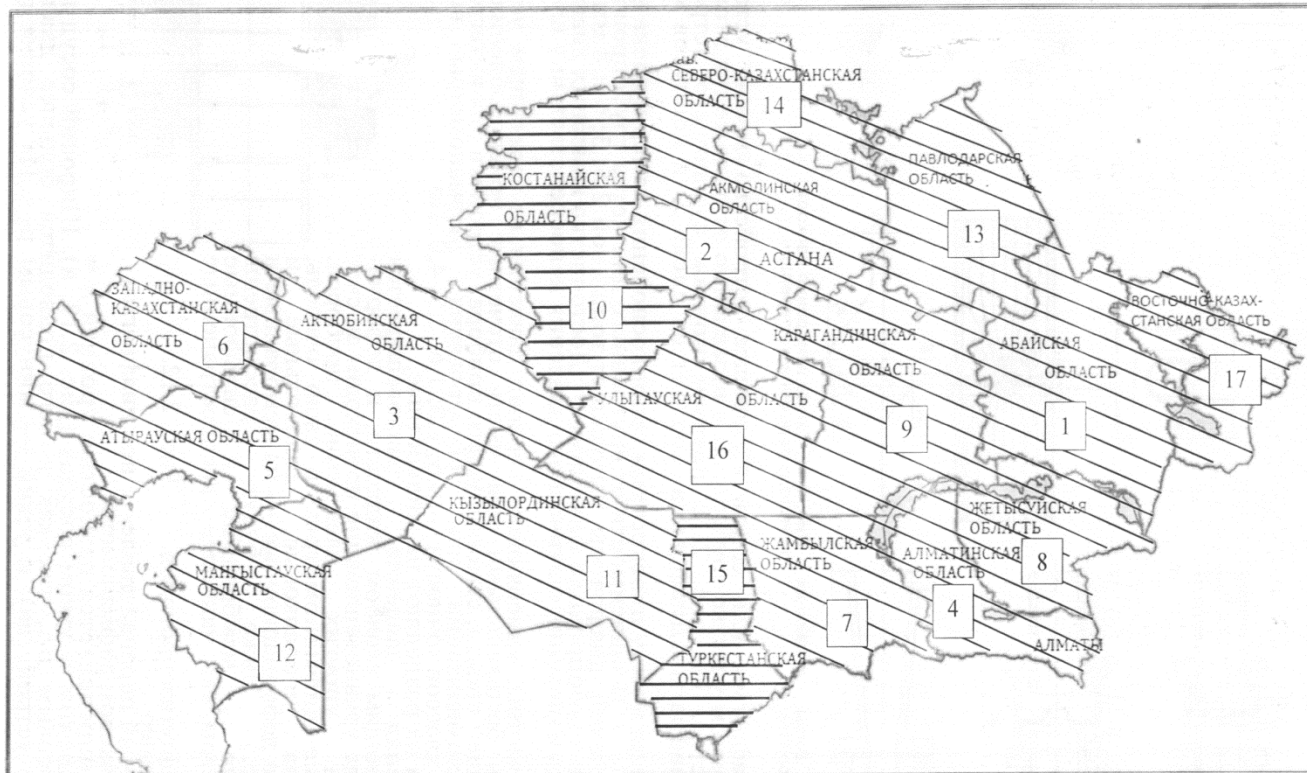 СЕВЕРО-КАЗАХСТАНСКАЯ
ОБЛАСТЬ
14
ПАВЛОДАРСКАЯ
ОБЛАСТЬ
13
КОСТАНАЙСКАЯ
ОБЛАСТЬ
10
АКМОЛИНСКАЯ
ОБЛАСТЬ
2
АСТАНА
ЗАПАДНО-
КАЗАХСТАНСКАЯ
ОБЛАСТЬ
6
АКТЮБИНСКАЯ
ОБЛАСТЬ
3
КАРАГАНДИНСКАЯ
ОБЛАСТЬ
9
ВОСТОЧНО-КАЗАХ-
СТАНСКАЯ ОБЛАСТЬ
17
АБАЙСКАЯ
ОБЛАСТЬ
1
УЛЫТАУСКАЯ
ОБЛАСТЬ
16
АТЫРАУСКАЯ ОБЛАСТЬ
5
КЫЗЫЛОРДИНСКАЯ
ОБЛАСТЬ
11
ЖЕТЫСУЙСКАЯ
ОБЛАСТЬ
8
ЖАМБЫЛСКАЯ
ОБЛАСТЬ
7
АЛМАТИНСКАЯ
ОБЛАСТЬ
4
МАНГЫСТАУСКАЯ
ОБЛАСТЬ
12
15
ТУРКЕСТАНСКАЯ
ОБЛАСТЬ
АЛМАТЫ